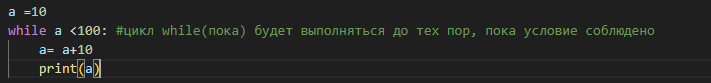 a =10
while a <100: #цикл while(пока) будет выполняться до тех пор, пока условие соблюдено
    a= a+10
    print(a)